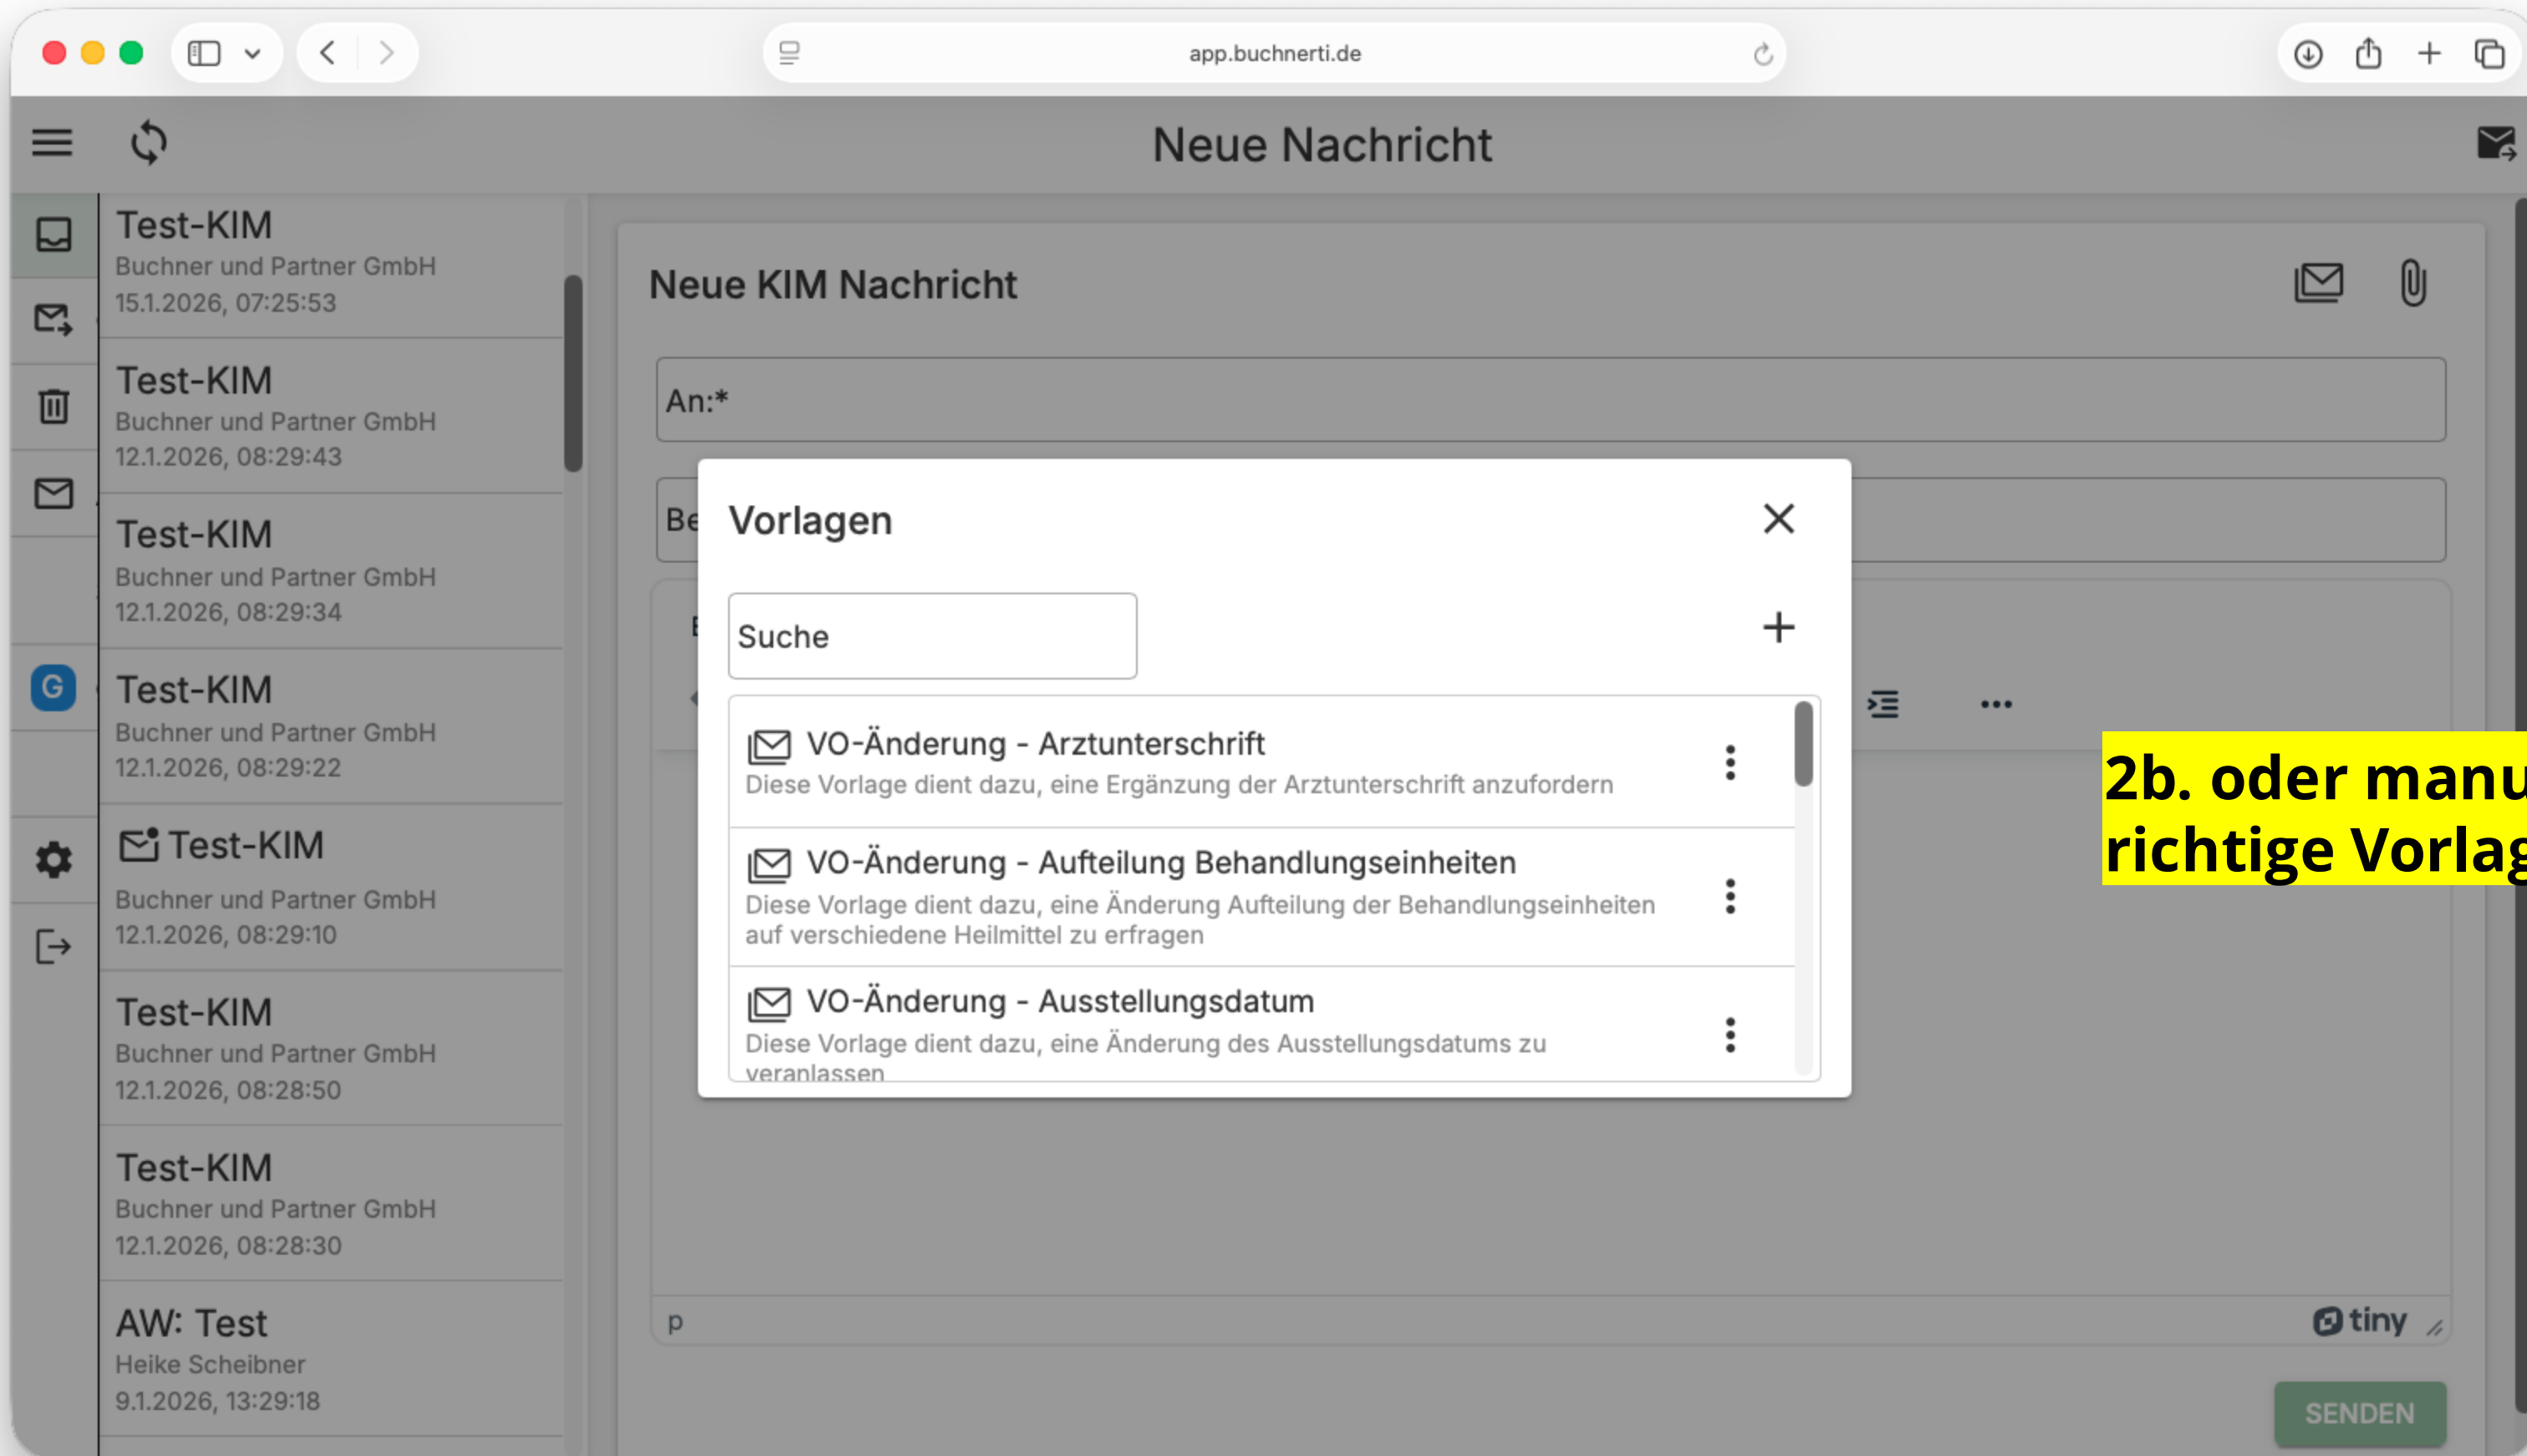 app.buchnerti.de
Neue Nachricht
Test-KIM
Buchner und Partner GmbH
15.1.2026, 07:25:53
Test-KIM
Buchner und Partner GmbH
12.1.2026, 08:29:43
Test-KIM
Buchner und Partner GmbH
12.1.2026, 08:29:34
Test-KIM
Buchner und Partner GmbH
12.1.2026, 08:29:22
Test-KIM
Buchner und Partner GmbH
12.1.2026, 08:29:10
Test-KIM
Buchner und Partner GmbH
12.1.2026, 08:28:50
Test-KIM
Buchner und Partner GmbH
12.1.2026, 08:28:30
AW: Test
Heike Scheibner
9.1.2026, 13:29:18
G
Neue KIM Nachricht
An:*
Be
Vorlagen
Suche
VO-Änderung - Arztunterschrift
Diese Vorlage dient dazu, eine Ergänzung der Arztunterschrift anzufordern
VO-Änderung - Aufteilung Behandlungseinheiten
Diese Vorlage dient dazu, eine Änderung Aufteilung der Behandlungseinheiten
auf verschiedene Heilmittel zu erfragen
VO-Änderung - Ausstellungsdatum
Diese Vorlage dient dazu, eine Änderung des Ausstellungsdatums zu
veranlassen
2b. oder manu
richtige Vorlag
p
tiny
SENDEN